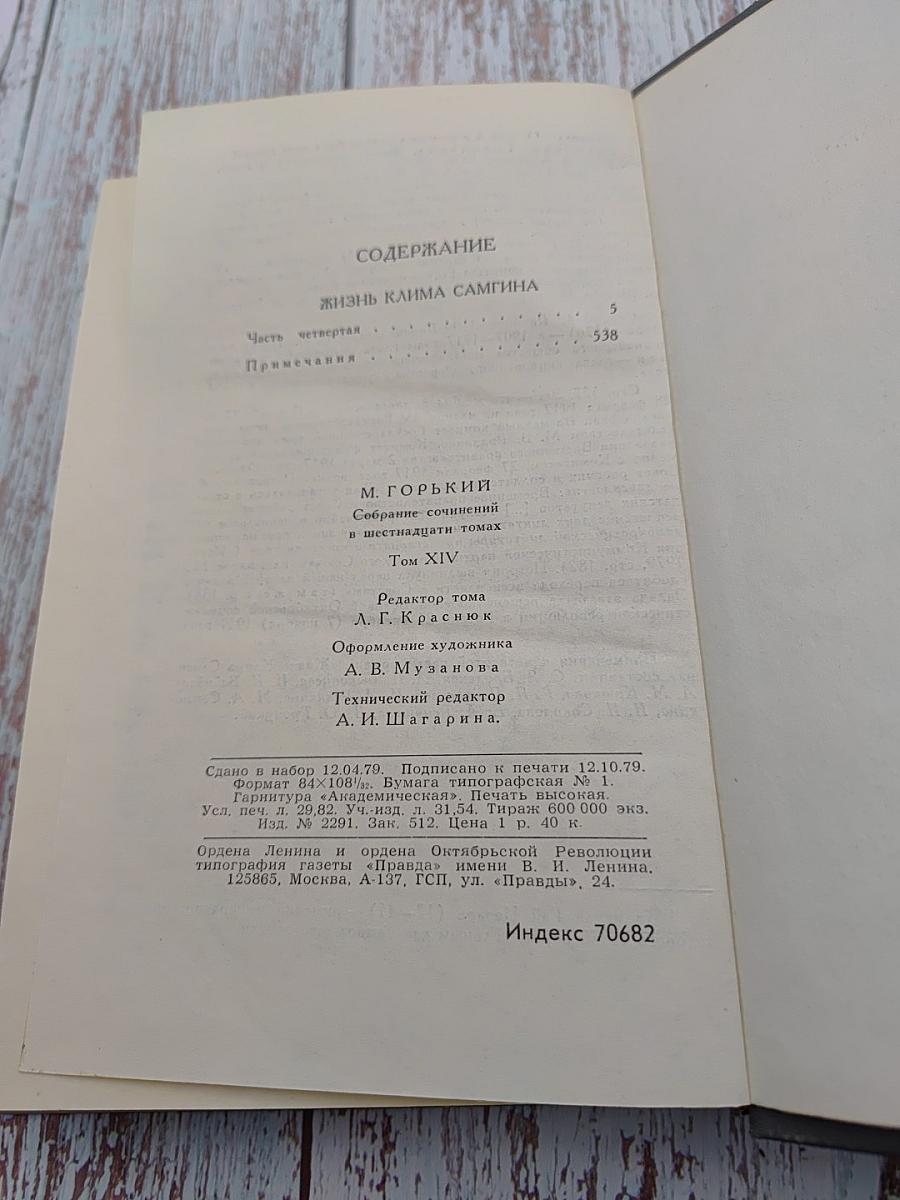 СОДЕРЖАНИЕ
ЖИЗНЬ КЛИМА САМГИНА
Часть четвертая . . . . . . . . . . . . 5
Примечания . . . . . . . . . . . . 538
М. ГОРЬКИЙ
Собрание сочинений
в шестнадцати томах
Том XIV
Редактор тома
Л. Г. Краснюк
Оформление художника
А. В. Музанова
Технический редактор
А. И. Шагарина.
Сдано в набор 12.04.79. Подписано к печати 12.10.79.
Формат 84×108¹/₃₂. Бумага типографская № 1.
Гарнитура «Академическая». Печать высокая.
Усл. печ. л. 29,82. Уч.-изд. л. 31,54. Тираж 600 000 экз.
Изд. № 2291. Зак. 512. Цена 1 р. 40 к.
Ордена Ленина и ордена Октябрьской Революции
типография газеты «Правда» имени В. И. Ленина.
125865, Москва, А-137, ГСП, ул. «Правды», 24.
Индекс 70682